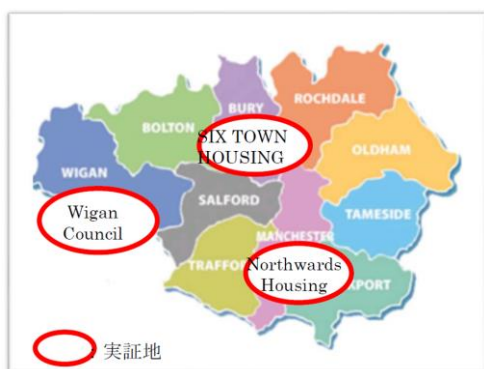 BURY
ROCHDALE
BOLTON
SIX TOWN
HOUSING
OLDHAM
WIGAN
SALFORD
Wigan
Council
TAMESIDE
MANCHESTER
TRAFFO
Northwards
Housing
KPORT
: 実証地